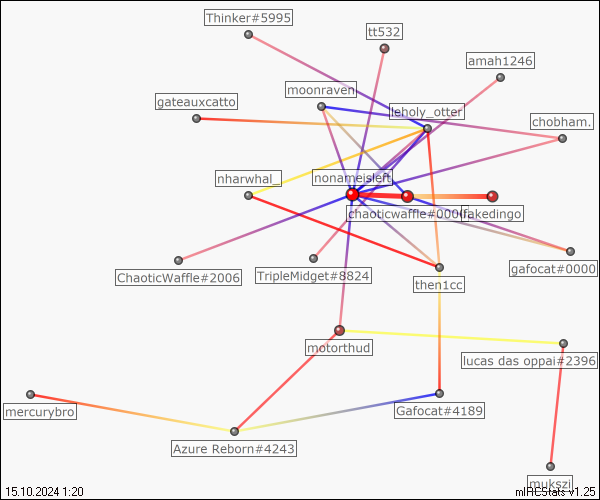 Thinker#5995
tt532
amah1246
moonraven
gateauxcatto
leholy_otter
chobham.
nharwhal_
nonameisleft
chaoticwaffle#0000
fakedingo
ChaoticWaffle#2006
TripleMidget#8824
gafocat#0000
then1cc
motorthud
lucas das oppai#2396
mercurybro
Gafocat#4189
Azure Reborn#4243
mukszi
15.10.2024 1:20
mIRCStats v1.25